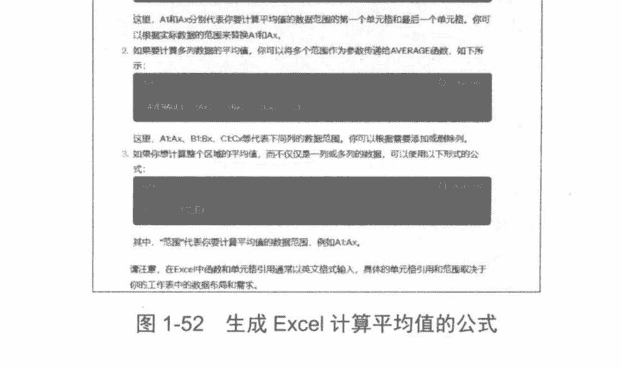 这里，A1和Ax分别代表你要计算平均值的数据范围的第一个单元格和最后一个单元格。你可
以根据实际数据的范围来替换A1和Ax。
2. 如果要计算多列数据的平均值，你可以将多个范围作为参数传递给AVERAGE函数，如下所
示：
这里，A1:Ax、B1:Bx、C1:Cx等代表不同列的数据范围。你可以根据需要添加或删除列。
3. 如果你想计算整个区域的平均值，而不仅仅是一列或多列的数据，可以使用以下形式的公
式：
其中，"范围"代表你要计算平均值的数据范围，例如A1:Ax。
请注意，在Excel中函数和单元格引用通常以英文格式输入，具体的单元格引用和范围取决于
你的工作表中的数据布局和需求。
图 1-52 生成 Excel 计算平均值的公式